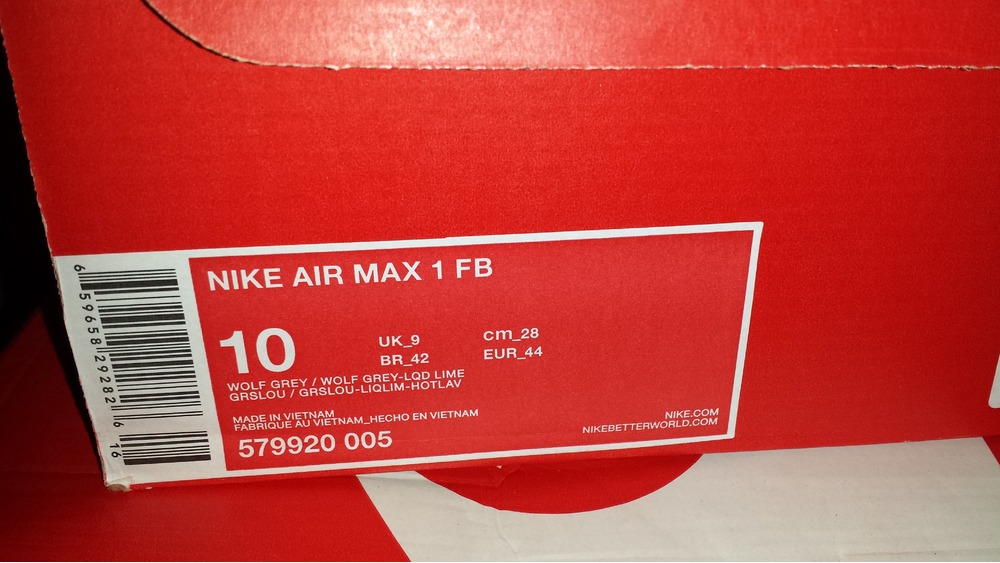 NIKE AIR MAX 1 FB
10
UK_9 cm_28
BR_42 EUR_44
WOLF GREY / WOLF GREY-LQD LIME
GRSLOU / GRSLOU-LIQLIM-HOTLAV
MADE IN VIETNAM
FABRIQUE AU VIETNAM_HECHO EN VIETNAM
579920 005
NIKE.COM
NIKEBETTERWORLD.COM
6 59658 29282 6 16